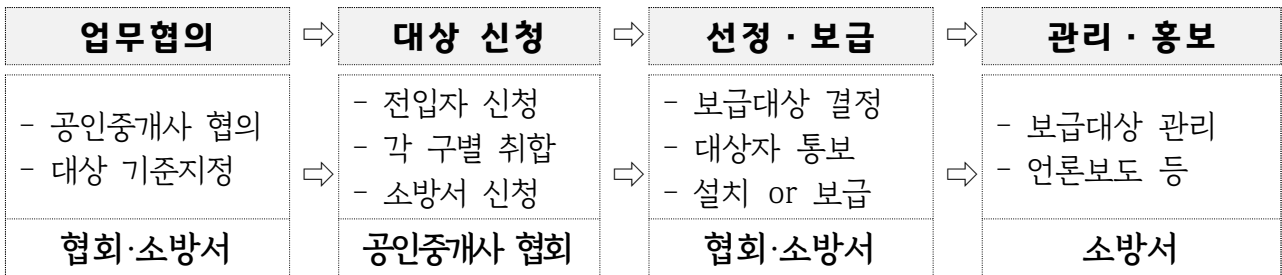 업무협의 ⇨ 대상 신청 ⇨ 선정·보급 ⇨ 관리·홍보
- 공인중개사 협의
- 대상 기준지정
⇨
- 전입자 신청
- 각 구별 취합
- 소방서 신청
⇨
- 보급대상 결정
- 대상자 통보
- 설치 or 보급
⇨
- 보급대상 관리
- 언론보도 등
협회·소방서
공인중개사 협회
협회·소방서
소방서